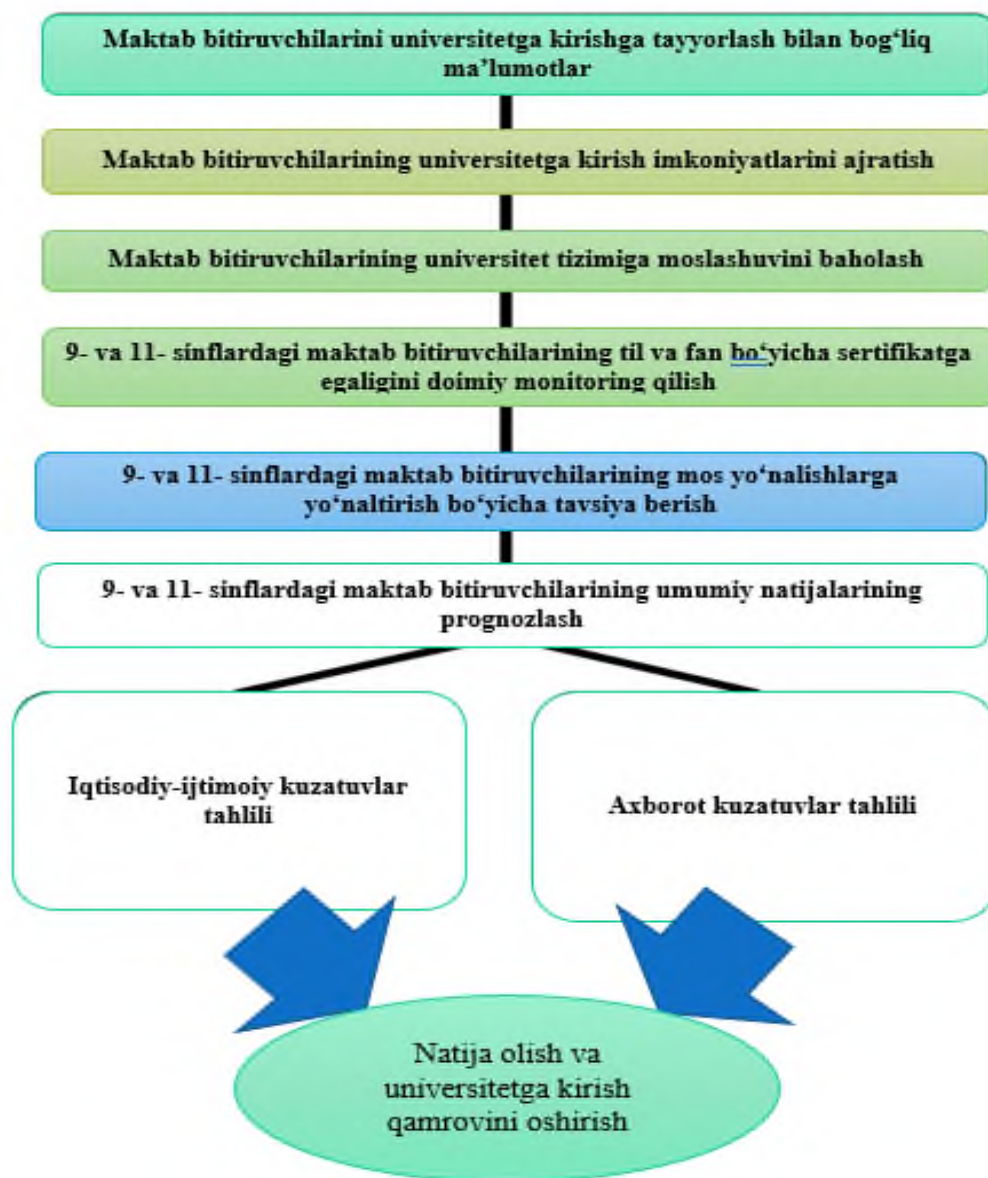 Maktab bitiruvchilarini universitetga kirishga tayyorlash bilan bog‘liq
ma’lumotlar
Maktab bitiruvchilarining universitetga kirish imkoniyatlarini ajratish
Maktab bitiruvchilarining universitet tizimiga moslashuvini baholash
9- va 11- sinflardagi maktab bitiruvchilarining til va fan bo‘yicha sertifikatga
egaligini doimiy monitoring qilish
9- va 11- sinflardagi maktab bitiruvchilarining mos yo‘nalishlarga
yo‘naltirish bo‘yicha tavsiya berish
9- va 11- sinflardagi maktab bitiruvchilarining umumiy natijalarining
prognozlash
Iqtisodiy-ijtimoiy kuzatuvlar
tahlili
Axborot kuzatuvlar tahlili
Natija olish va
universitetga kirish
qamrovini oshirish